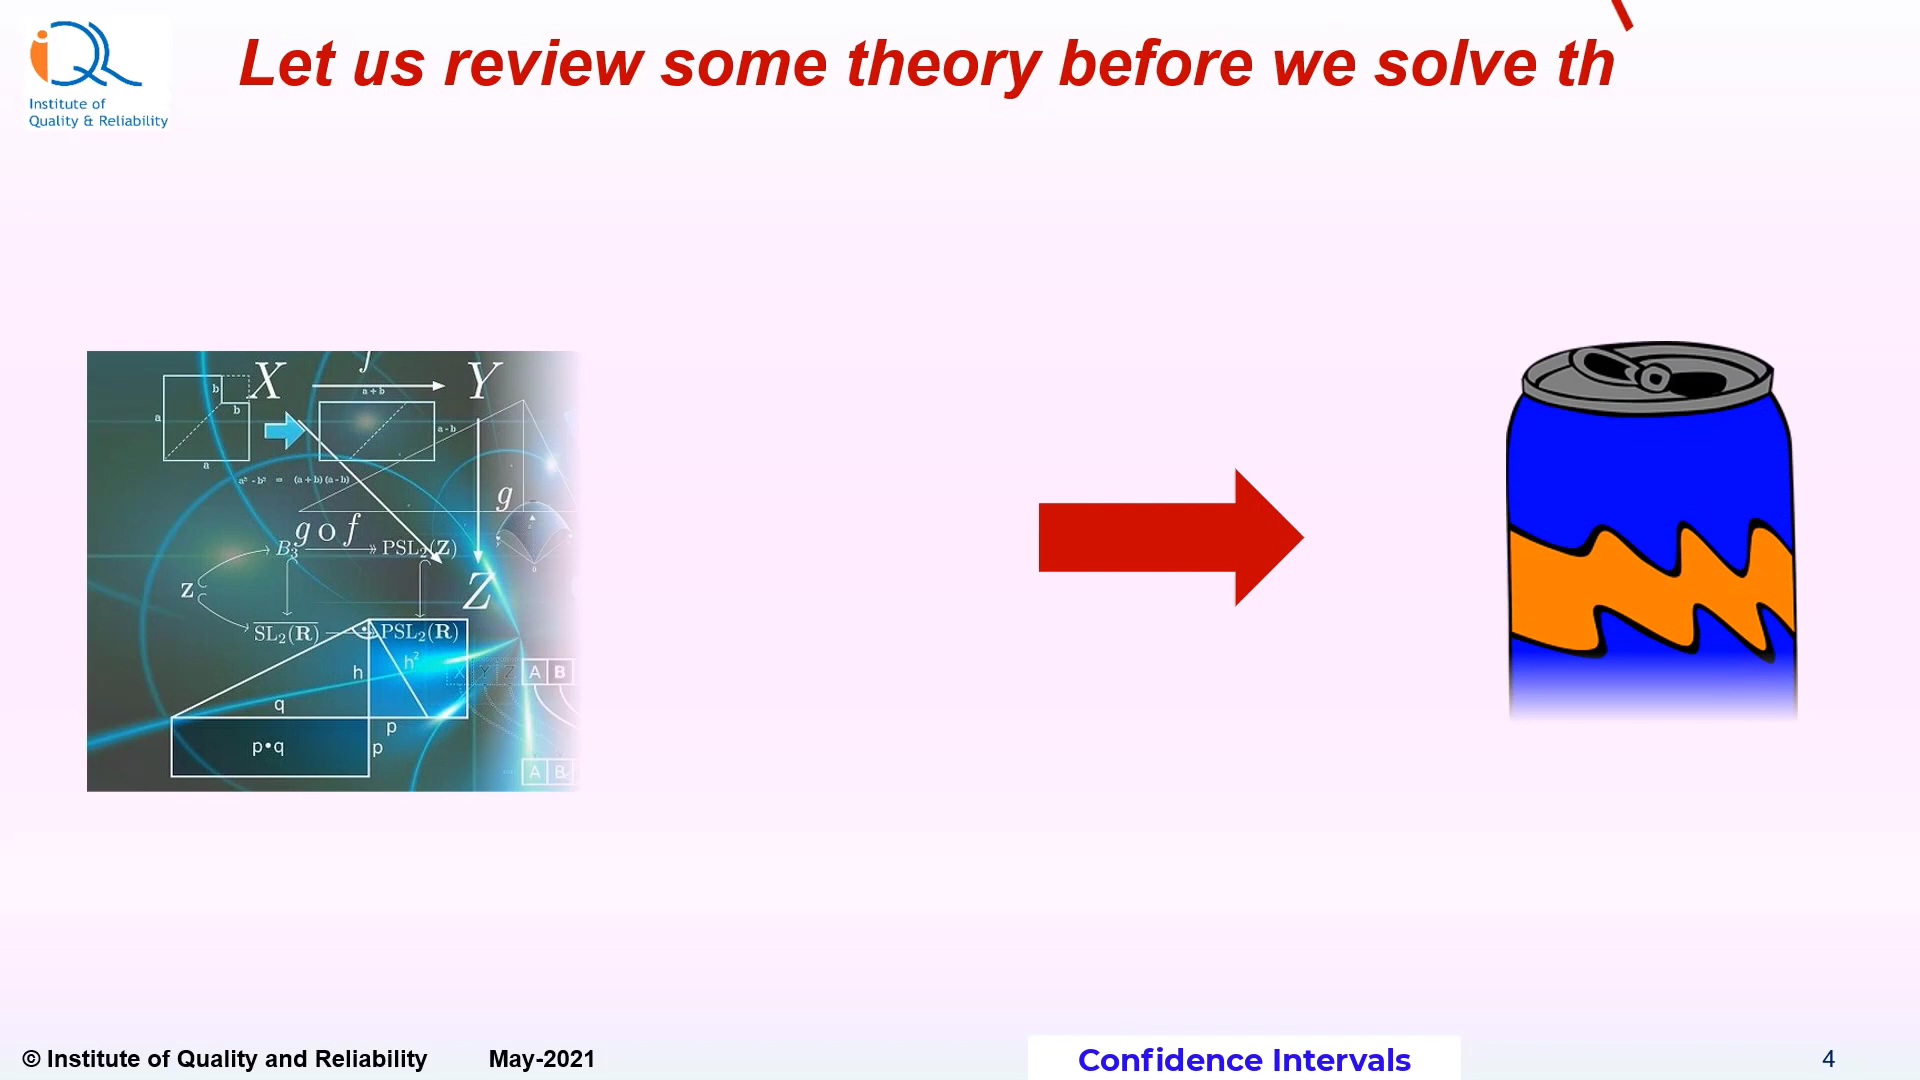 Institute of
Quality & Reliability
Let us review some theory before we solve th
X
f
Y
a + b
b
b
a
a - b
a
a² - b² = (a + b) (a - b)
g
g o f
B₃
PSL₂(Z)
Z
Z
SL₂(R)
PSL₂(R)
h
h²
X Y Z A B
q
p
p•q
p
A B
© Institute of Quality and Reliability
May-2021
Confidence Intervals
4